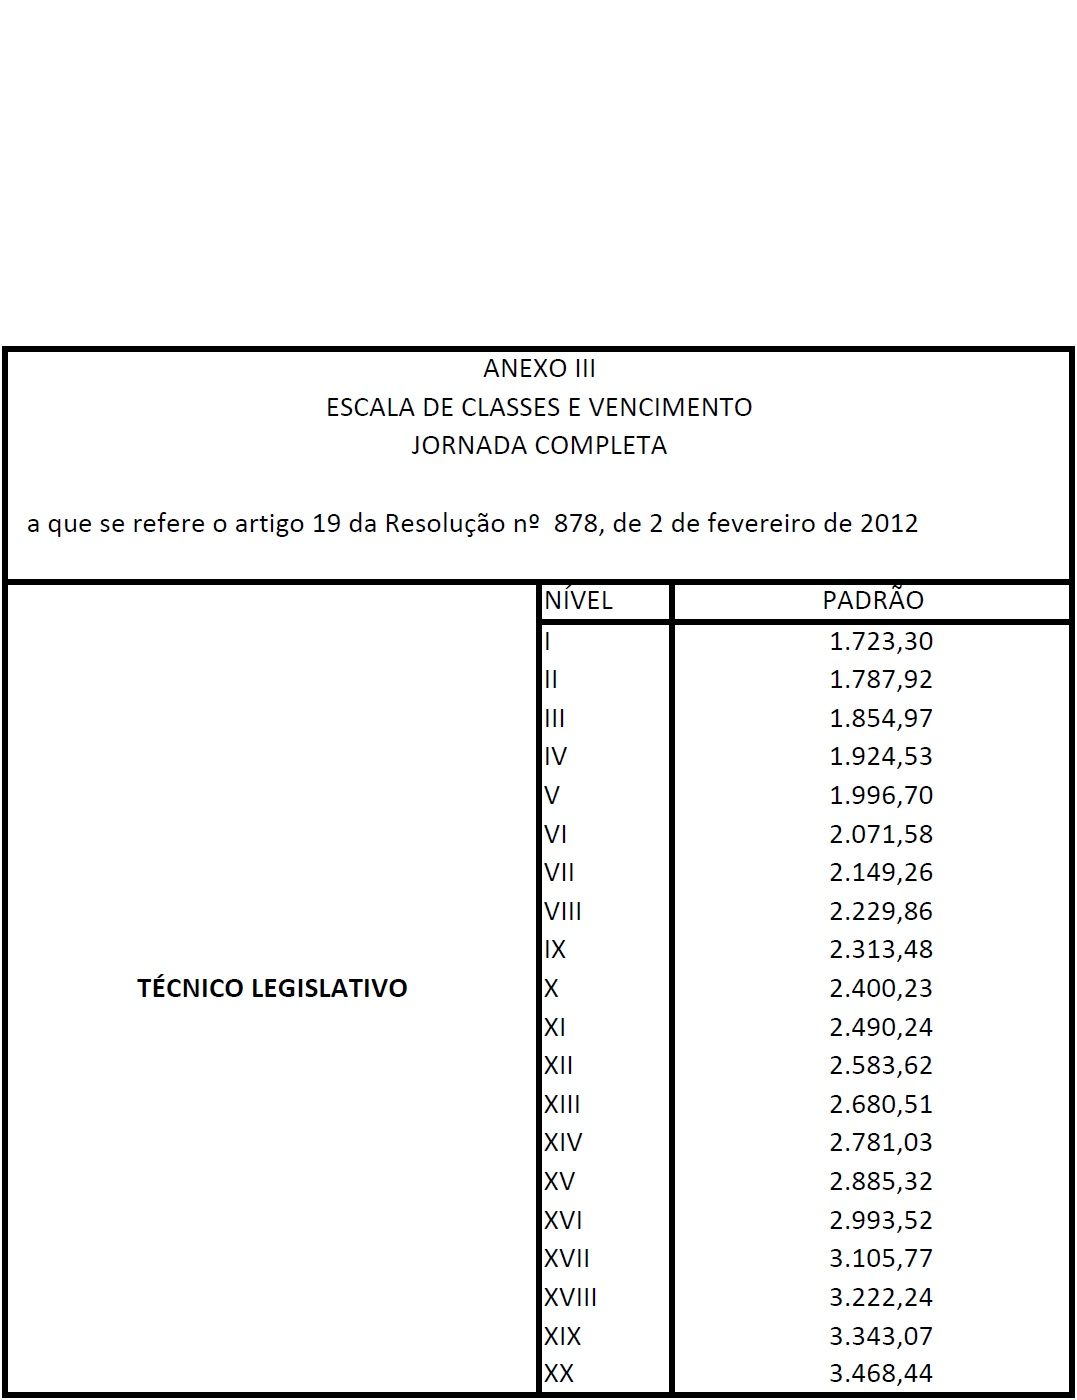 ANEXO III
ESCALA DE CLASSES E VENCIMENTO
JORNADA COMPLETA
a que se refere o artigo 19 da Resolução nº  878, de 2 de fevereiro de 2012
NÍVEL PADRÃO
I 1.723,30
II 1.787,92
III 1.854,97
IV 1.924,53
V 1.996,70
VI 2.071,58
VII 2.149,26
VIII 2.229,86
IX 2.313,48
TÉCNICO LEGISLATIVO X 2.400,23
XI 2.490,24
XII 2.583,62
XIII 2.680,51
XIV 2.781,03
XV 2.885,32
XVI 2.993,52
XVII 3.105,77
XVIII 3.222,24
XIX 3.343,07
XX 3.468,44